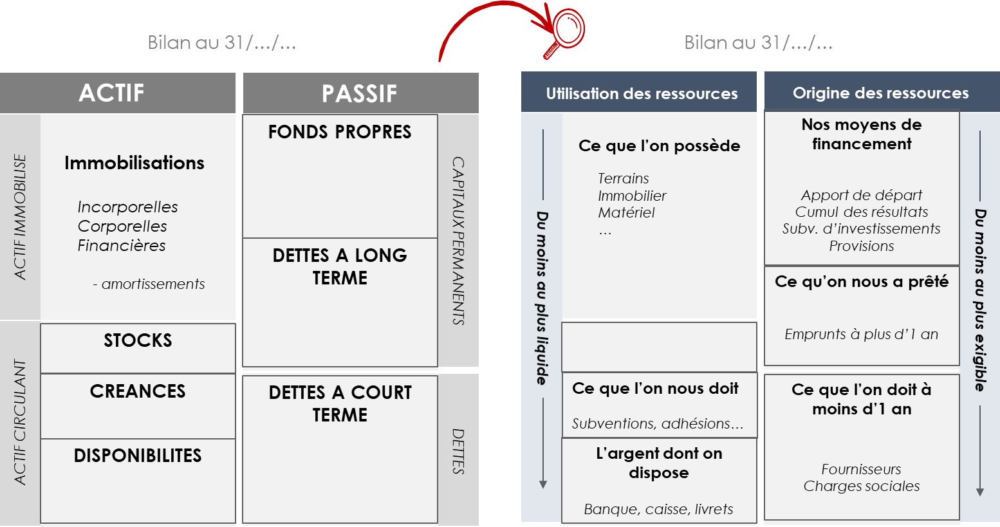 Bilan au 31/.../...
ACTIF
PASSIF
ACTIF IMMOBILISE
Immobilisations
Incorporelles
Corporelles
Financières
- amortissements
ACTIF CIRCULANT
STOCKS
CREANCES
DISPONIBILITES
FONDS PROPRES
DETTES A LONG
TERME
CAPITAUX PERMANENTS
DETTES A COURT
TERME
DETTES
Bilan au 31/.../...
Utilisation des ressources
Origine des ressources
Du moins au plus liquide
Ce que l’on possède
Terrains
Immobilier
Matériel
...
Ce que l’on nous doit
Subventions, adhésions...
L’argent dont on
dispose
Banque, caisse, livrets
Nos moyens de
financement
Apport de départ
Cumul des résultats
Subv. d’investissements
Provisions
Ce qu’on nous a prêté
Emprunts à plus d’1 an
Ce que l’on doit à
moins d’1 an
Fournisseurs
Charges sociales
Du moins au plus exigible